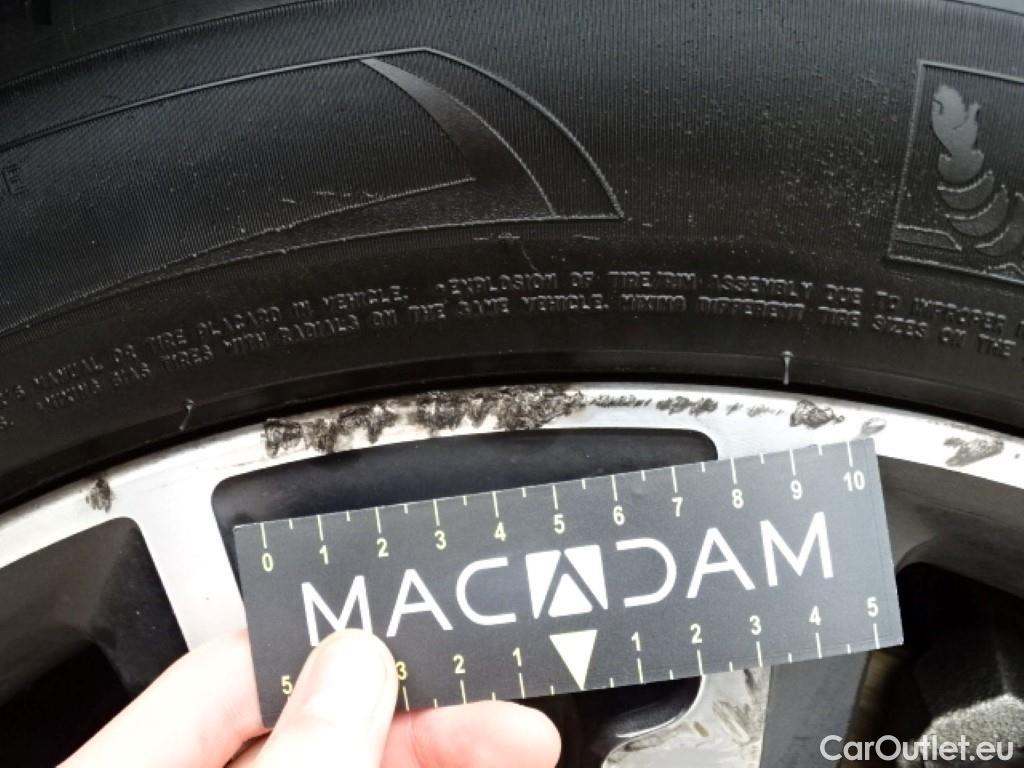 E
MANUAL OR TIRE PLACARD IN VEHICLE. •EXPLOSION OF TIRE/RIM ASSEMBLY DUE TO IMPROPER
MIXING BIAS TIRES WITH RADIALS ON THE SAME VEHICLE. MIXING DIFFERENT TIRE SIZES ON THE
0 1 2 3 4 5 6 7 8 9 10
MACADAM
5 3 2 1 1 2 3 4 5
CarOutlet.eu